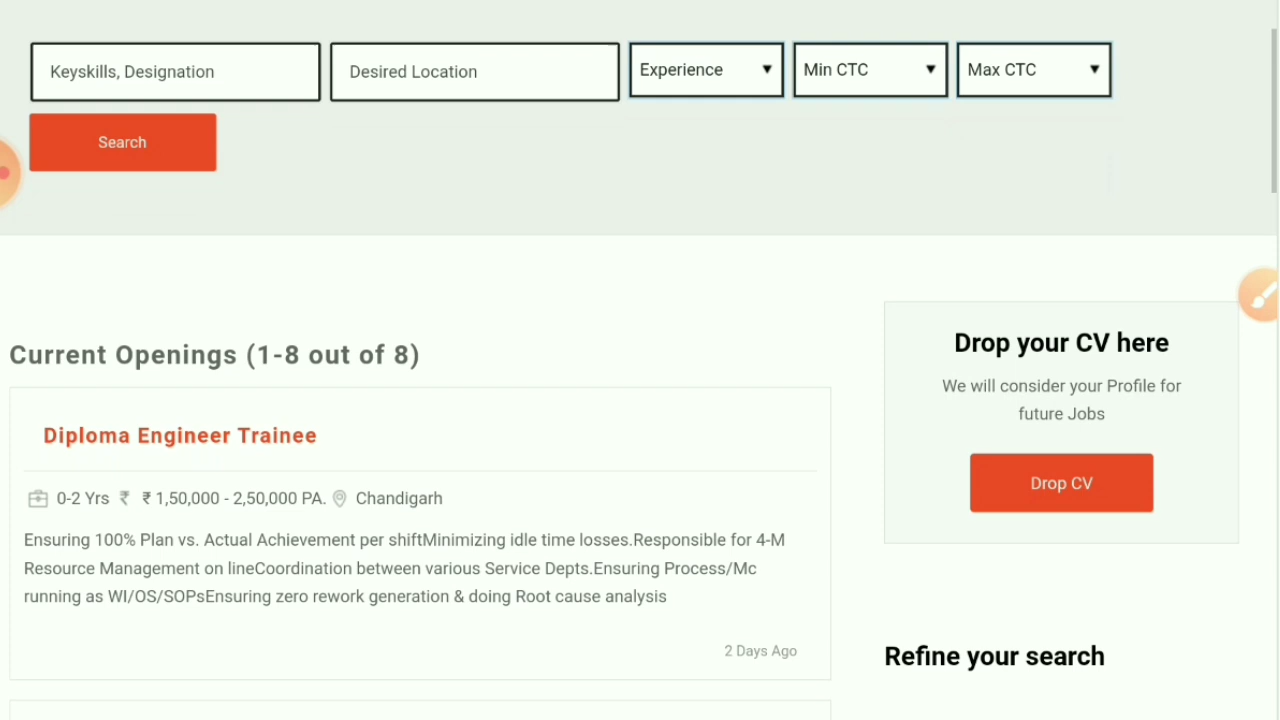 Keyskills, Designation
Desired Location
Experience
Min CTC
Max CTC
Search
Current Openings (1-8 out of 8)
Diploma Engineer Trainee
0-2 Yrs ₹ ₹ 1,50,000 - 2,50,000 PA. Chandigarh
Ensuring 100% Plan vs. Actual Achievement per shiftMinimizing idle time losses.Responsible for 4-M
Resource Management on lineCoordination between various Service Depts.Ensuring Process/Mc
running as WI/OS/SOPsEnsuring zero rework generation & doing Root cause analysis
2 Days Ago
Drop your CV here
We will consider your Profile for
future Jobs
Drop CV
Refine your search